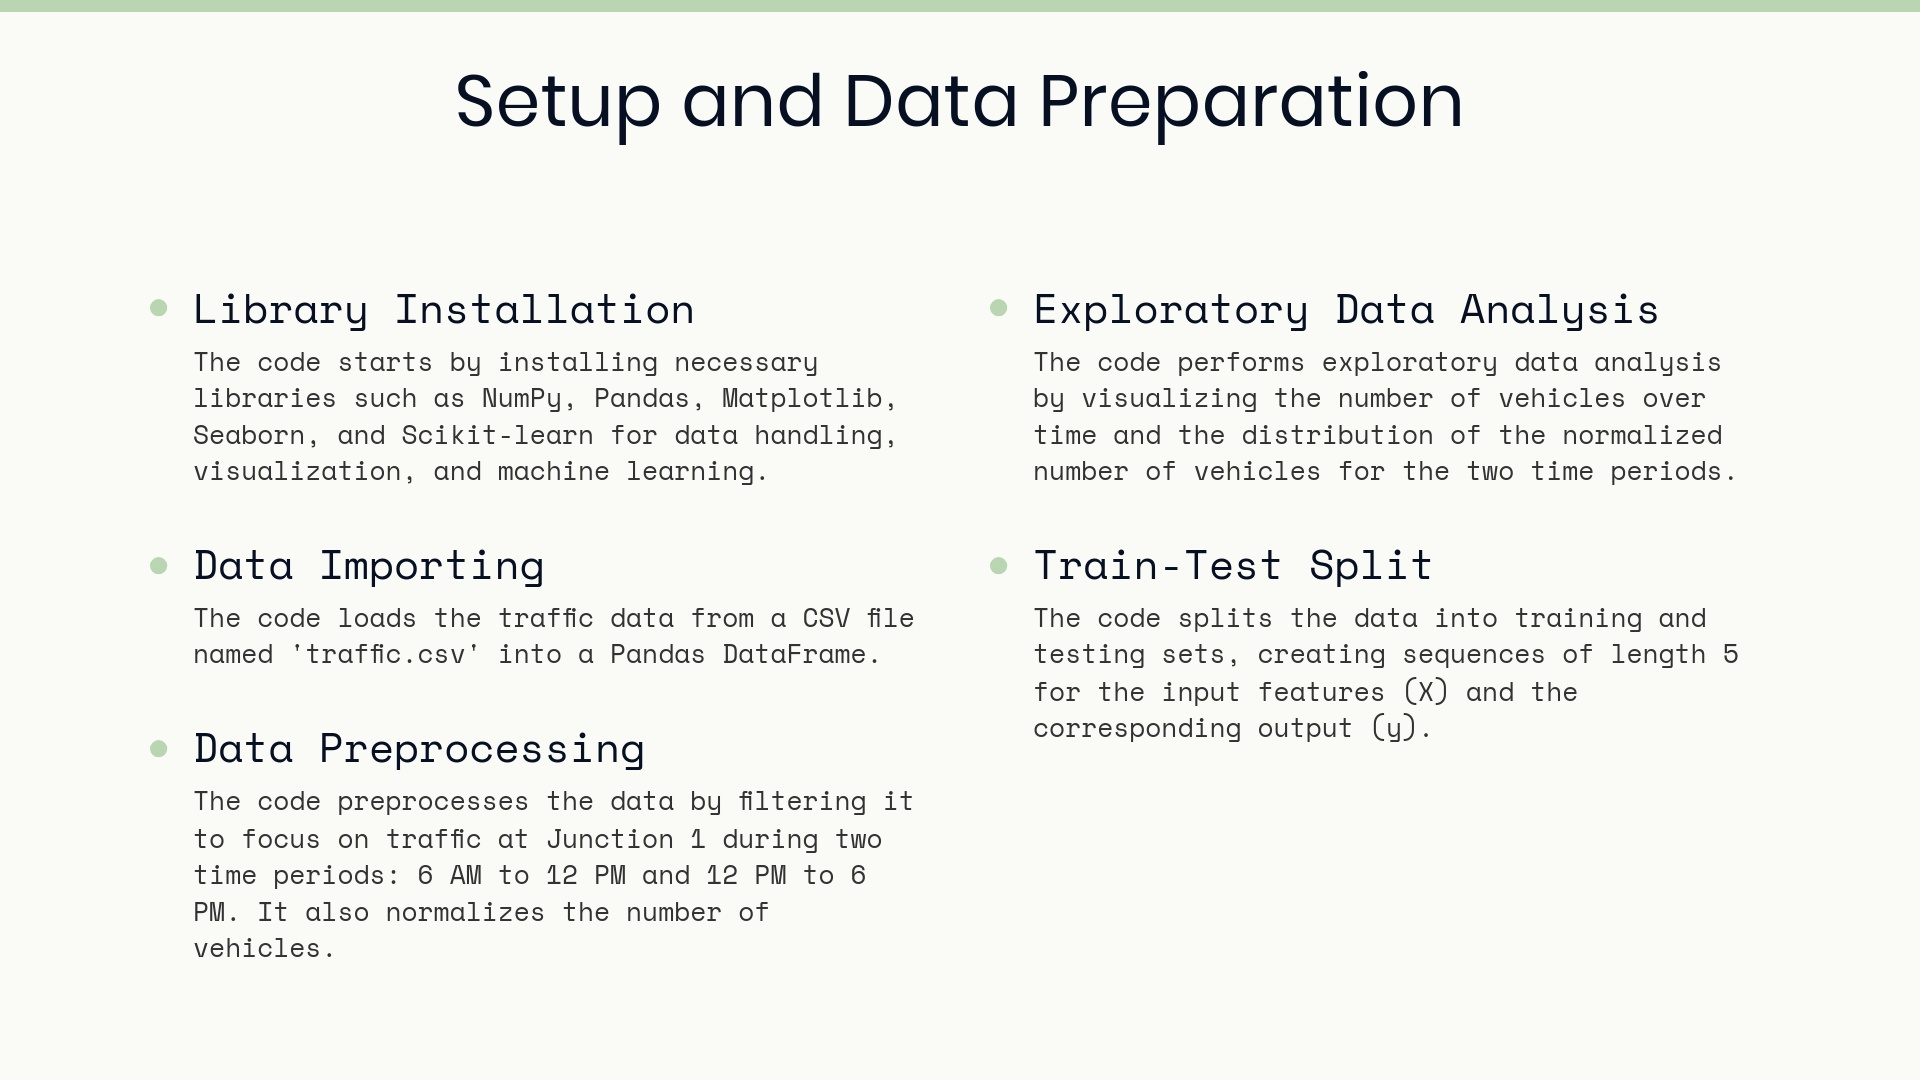 Setup and Data Preparation
Library Installation
The code starts by installing necessary
libraries such as NumPy, Pandas, Matplotlib,
Seaborn, and Scikit-learn for data handling,
visualization, and machine learning.
Data Importing
The code loads the traffic data from a CSV file
named 'traffic.csv' into a Pandas DataFrame.
Data Preprocessing
The code preprocesses the data by filtering it
to focus on traffic at Junction 1 during two
time periods: 6 AM to 12 PM and 12 PM to 6
PM. It also normalizes the number of
vehicles.
Exploratory Data Analysis
The code performs exploratory data analysis
by visualizing the number of vehicles over
time and the distribution of the normalized
number of vehicles for the two time periods.
Train-Test Split
The code splits the data into training and
testing sets, creating sequences of length 5
for the input features (X) and the
corresponding output (y).